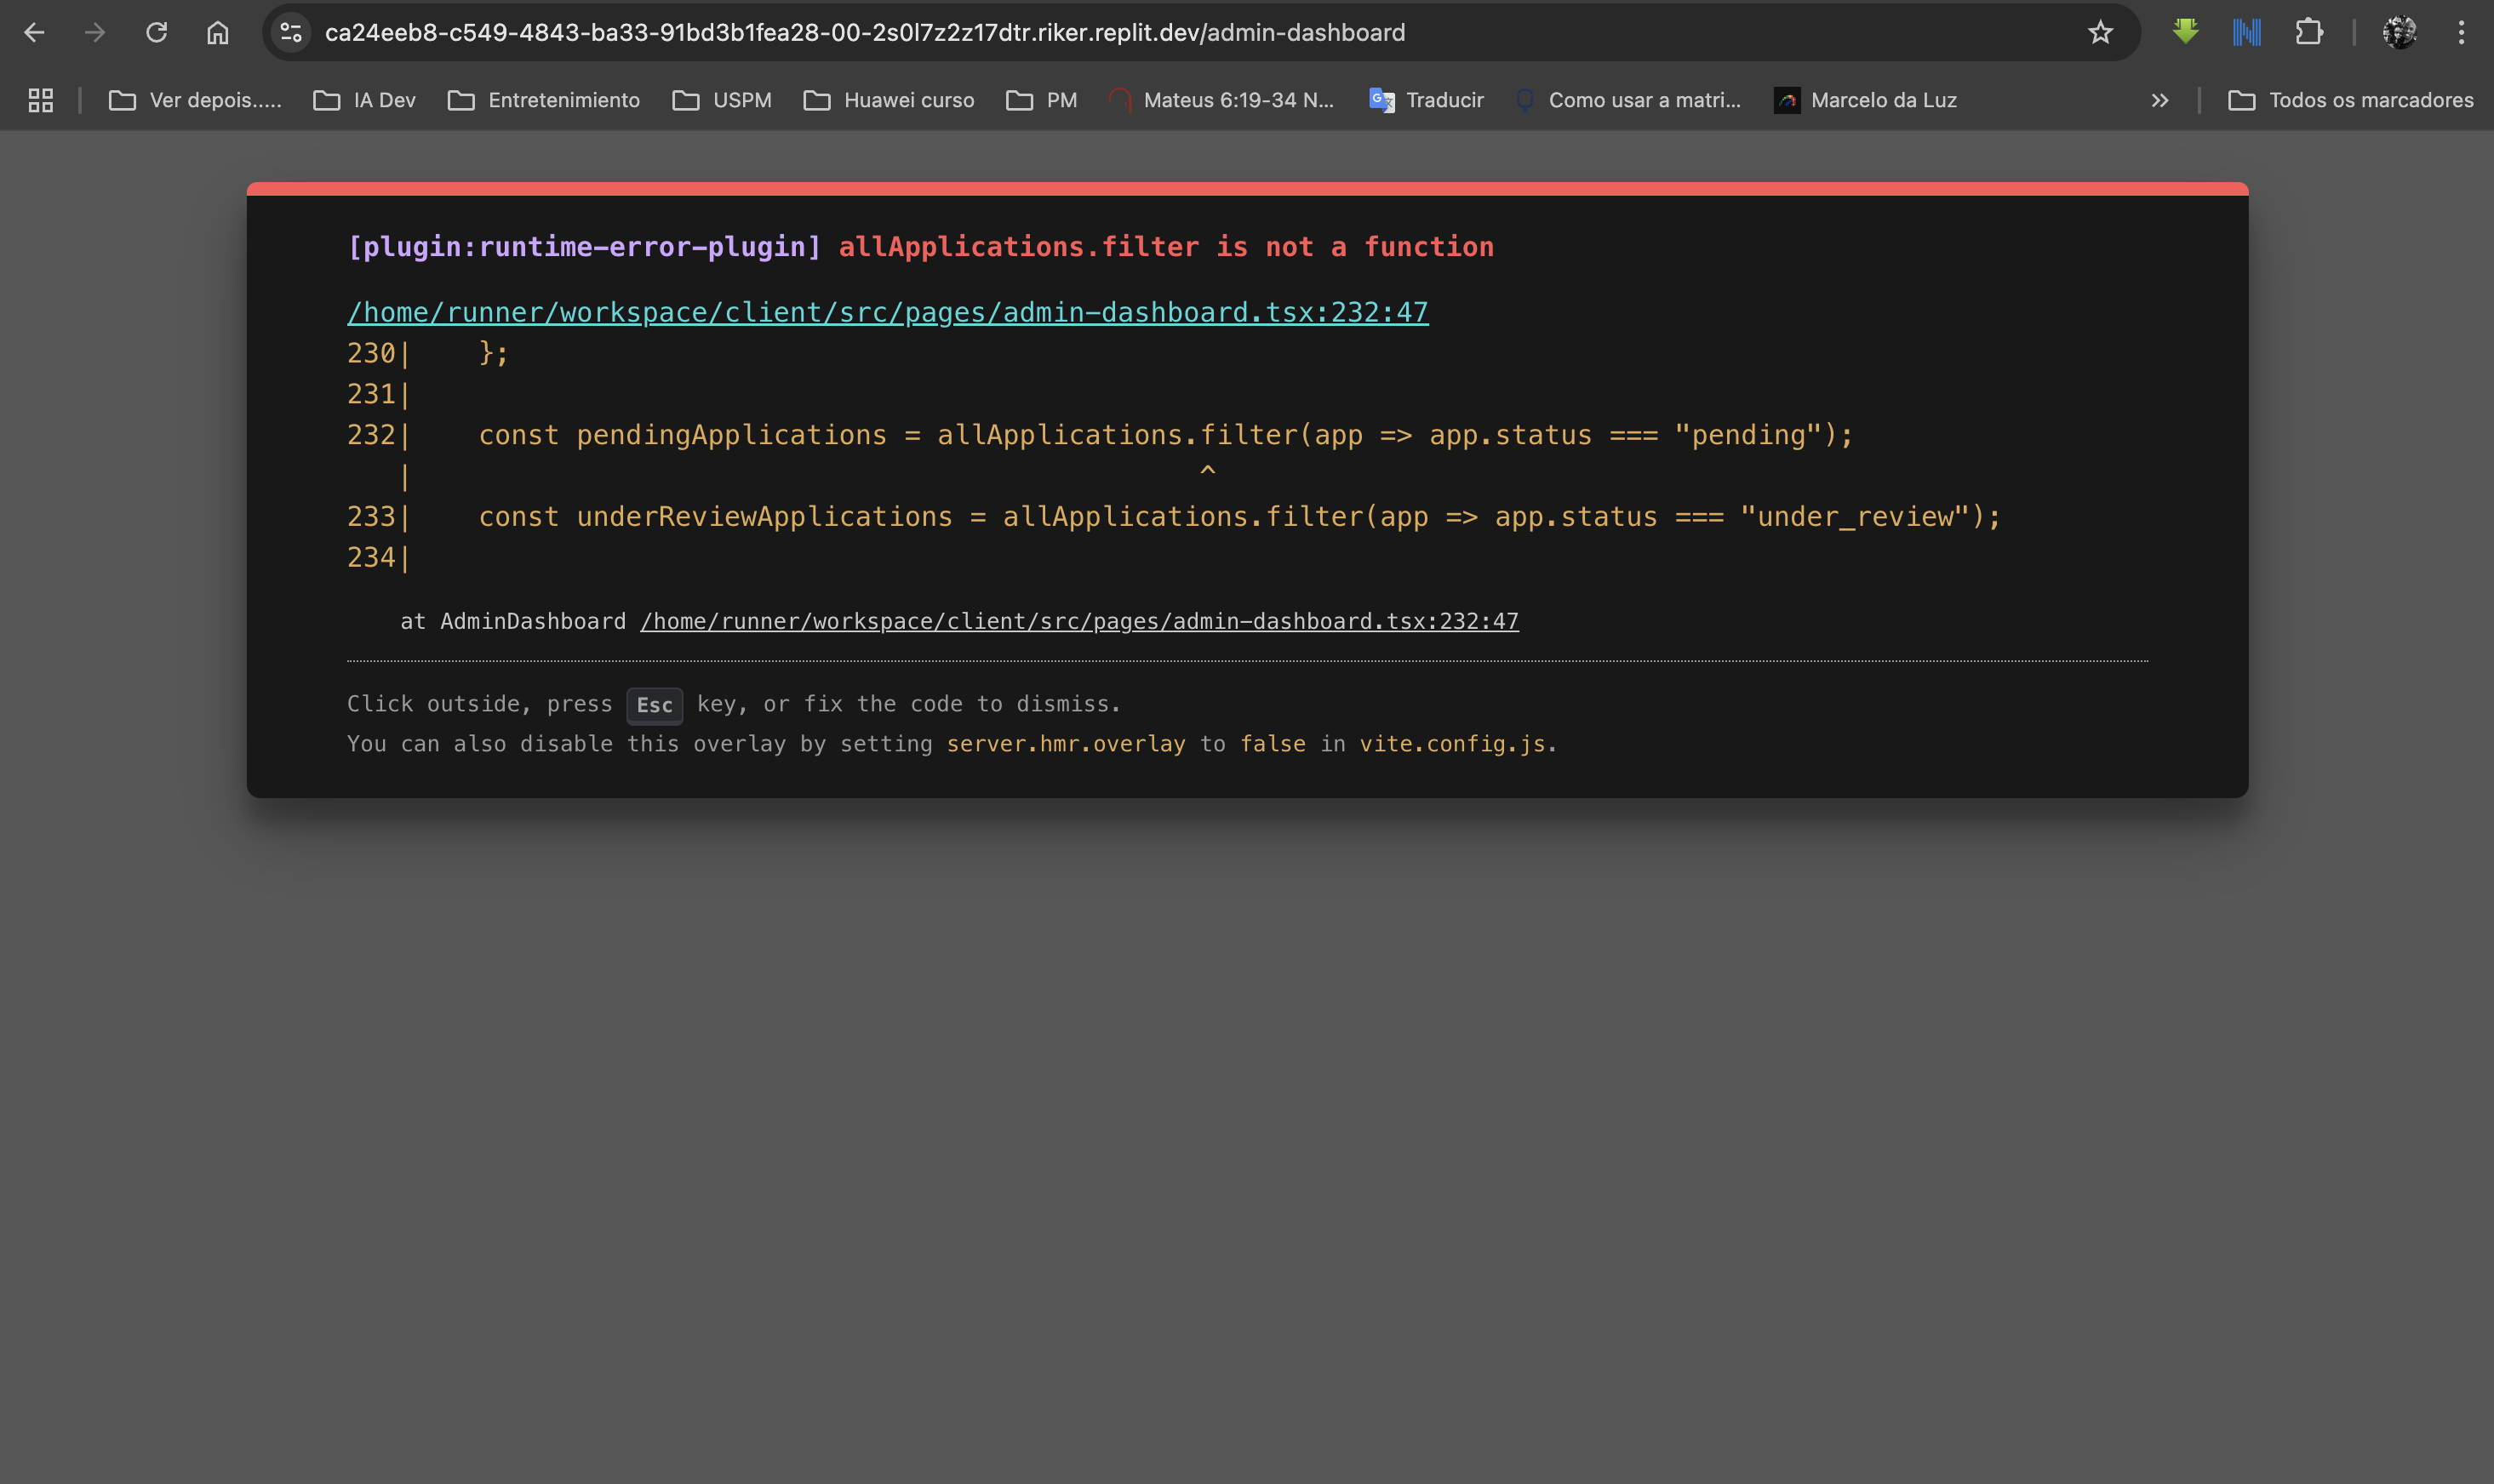 ca24eeb8-c549-4843-ba33-91bd3b1fea28-00-2s0l7z2z17dtr.riker.replit.dev/admin-dashboard
Ver depois..... IA Dev Entretenimiento USPM Huawei curso PM Mateus 6:19-34 N... Traducir Como usar a matri... Marcelo da Luz Todos os marcadores
[plugin:runtime-error-plugin] allApplications.filter is not a function
/home/runner/workspace/client/src/pages/admin-dashboard.tsx:232:47
230|    };
231|
232|    const pendingApplications = allApplications.filter(app => app.status === "pending");
   |                                                 ^
233|    const underReviewApplications = allApplications.filter(app => app.status === "under_review");
234|
at AdminDashboard /home/runner/workspace/client/src/pages/admin-dashboard.tsx:232:47
Click outside, press Esc key, or fix the code to dismiss.
You can also disable this overlay by setting server.hmr.overlay to false in vite.config.js.